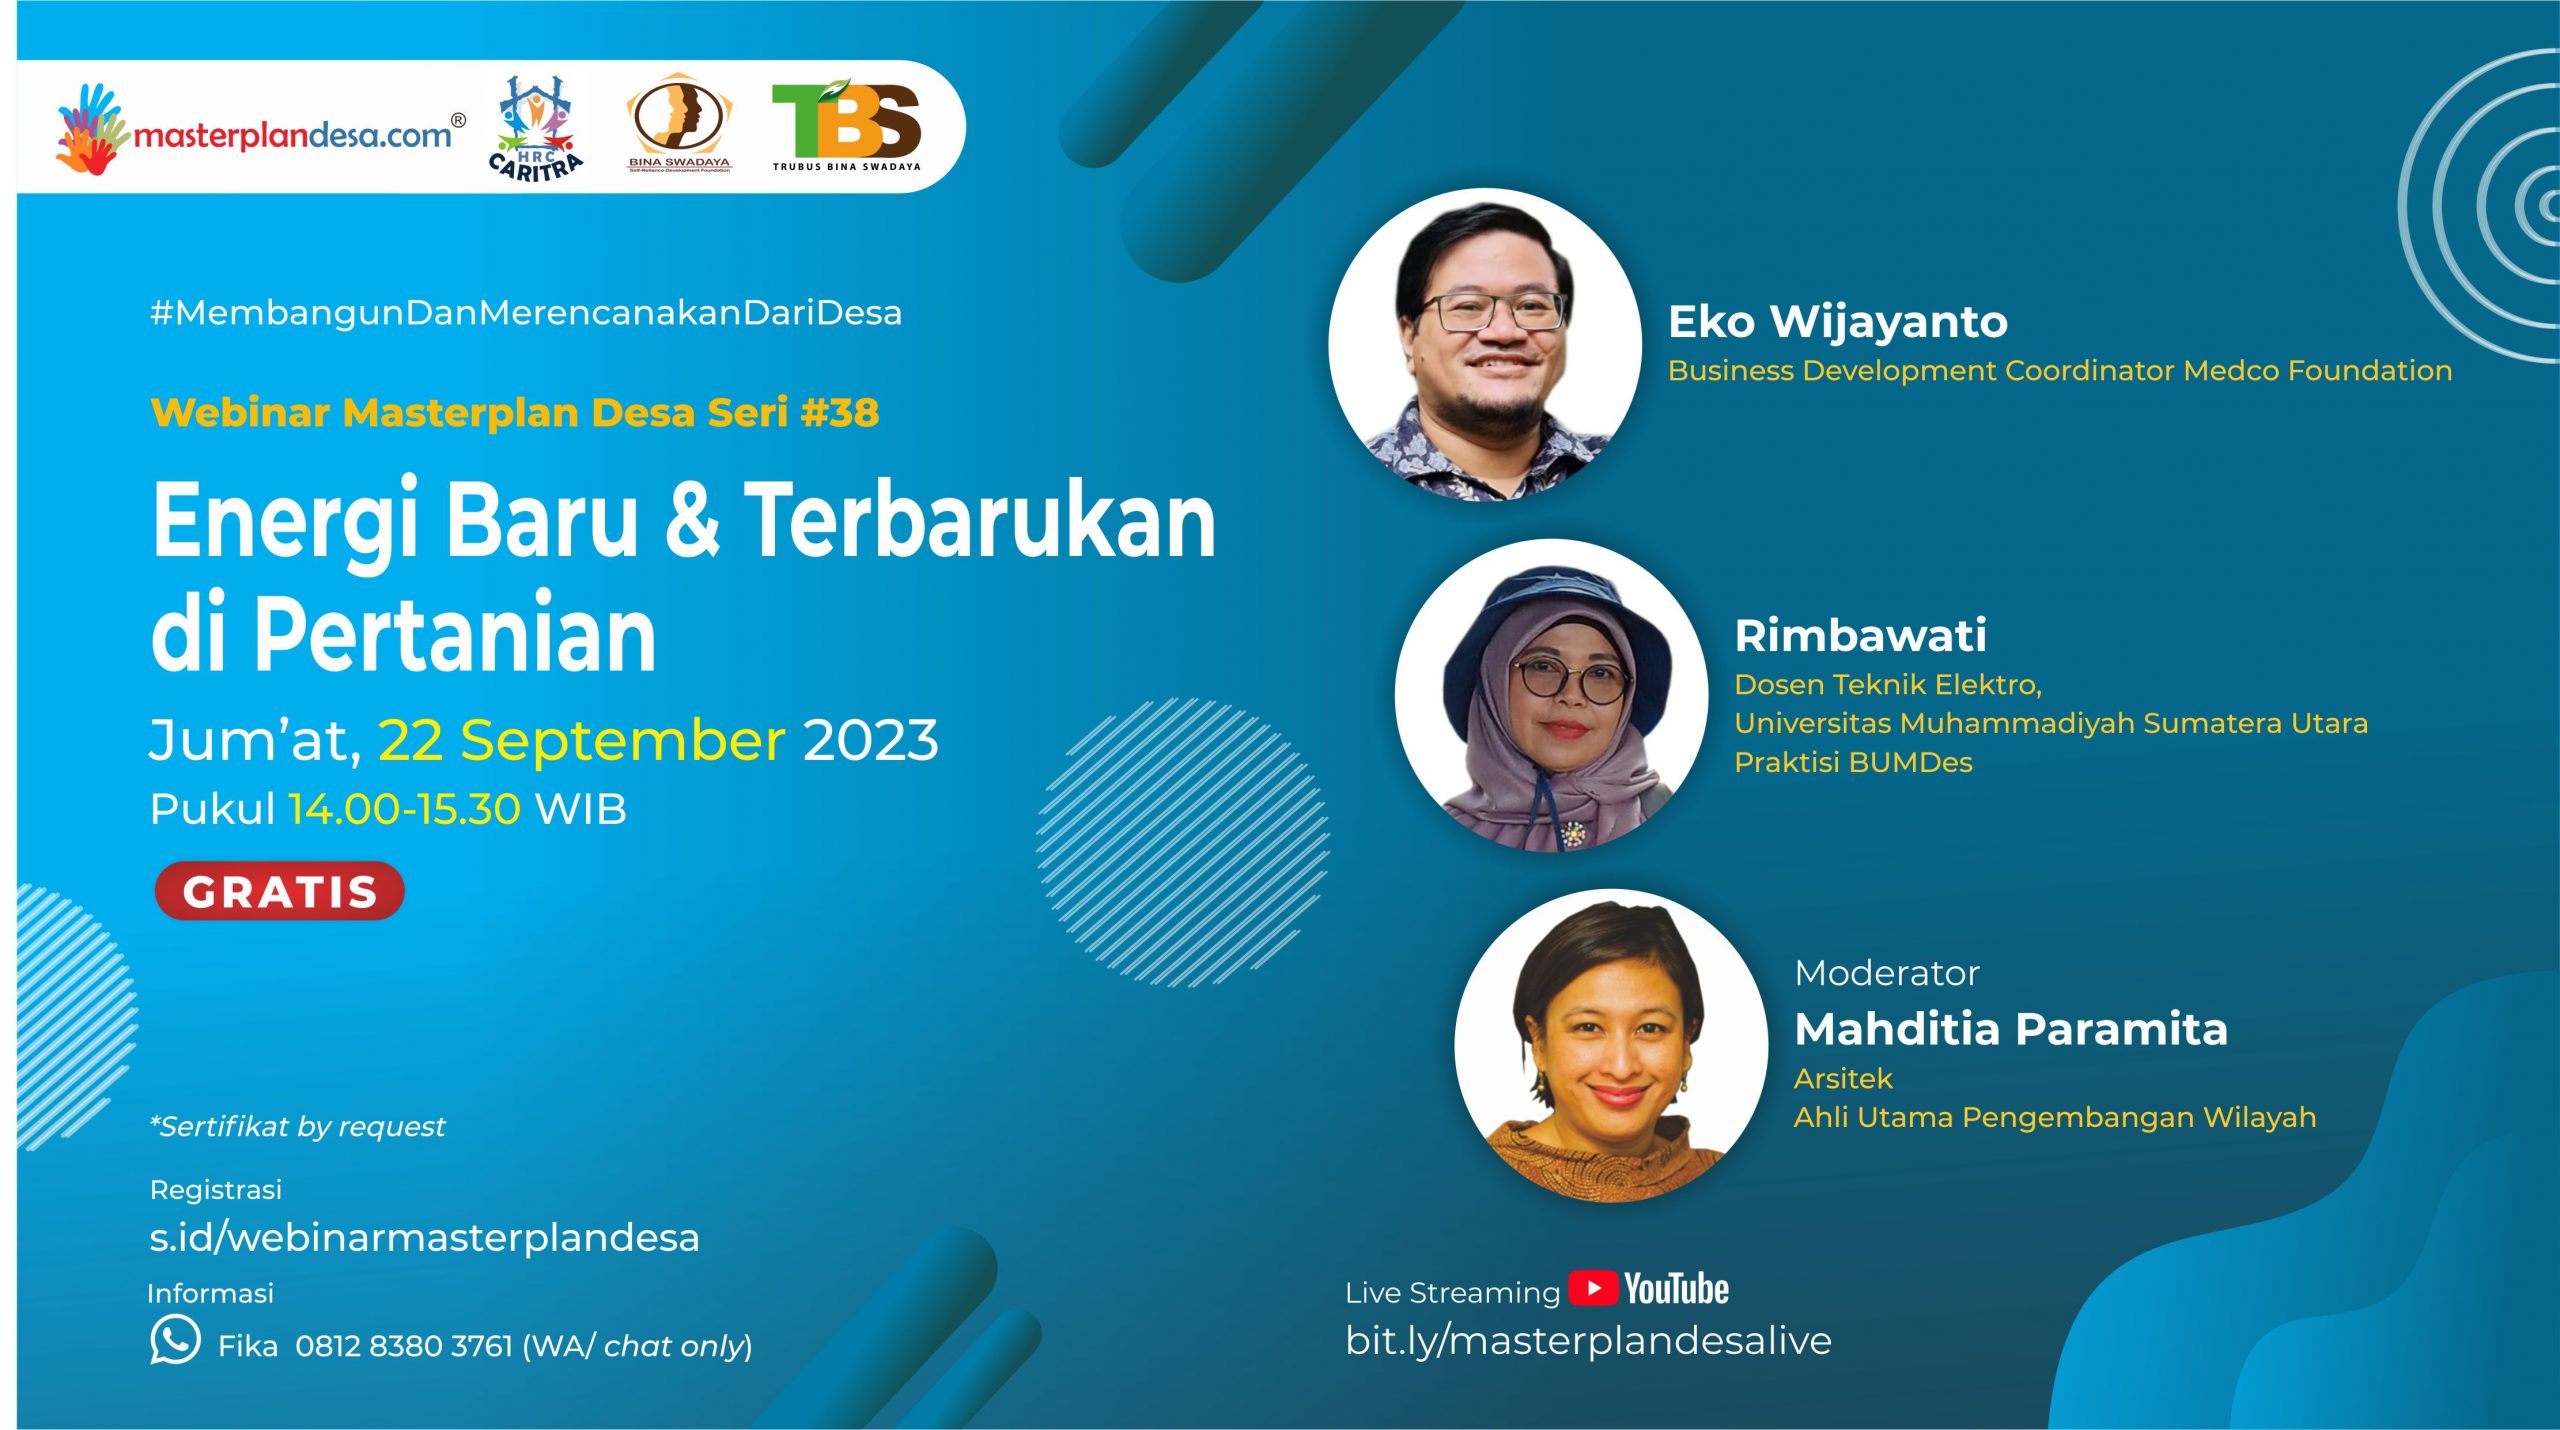 masterplandesa.com®
HRC
CARITRA
BINA SWADAYA
Self-Reliance Development Foundation
TBS
TRUBUS BINA SWADAYA
#MembangunDanMerencanakanDariDesa
Webinar Masterplan Desa Seri #38
Energi Baru & Terbarukan
di Pertanian
Jum’at, 22 September 2023
Pukul 14.00-15.30 WIB
GRATIS
*Sertifikat by request
Registrasi
s.id/webinarmasterplandesa
Informasi
Fika 0812 8380 3761 (WA/ chat only)
Eko Wijayanto
Business Development Coordinator Medco Foundation
Rimbawati
Dosen Teknik Elektro,
Universitas Muhammadiyah Sumatera Utara
Praktisi BUMDes
Moderator
Mahditia Paramita
Arsitek
Ahli Utama Pengembangan Wilayah
Live Streaming YouTube
bit.ly/masterplandesalive